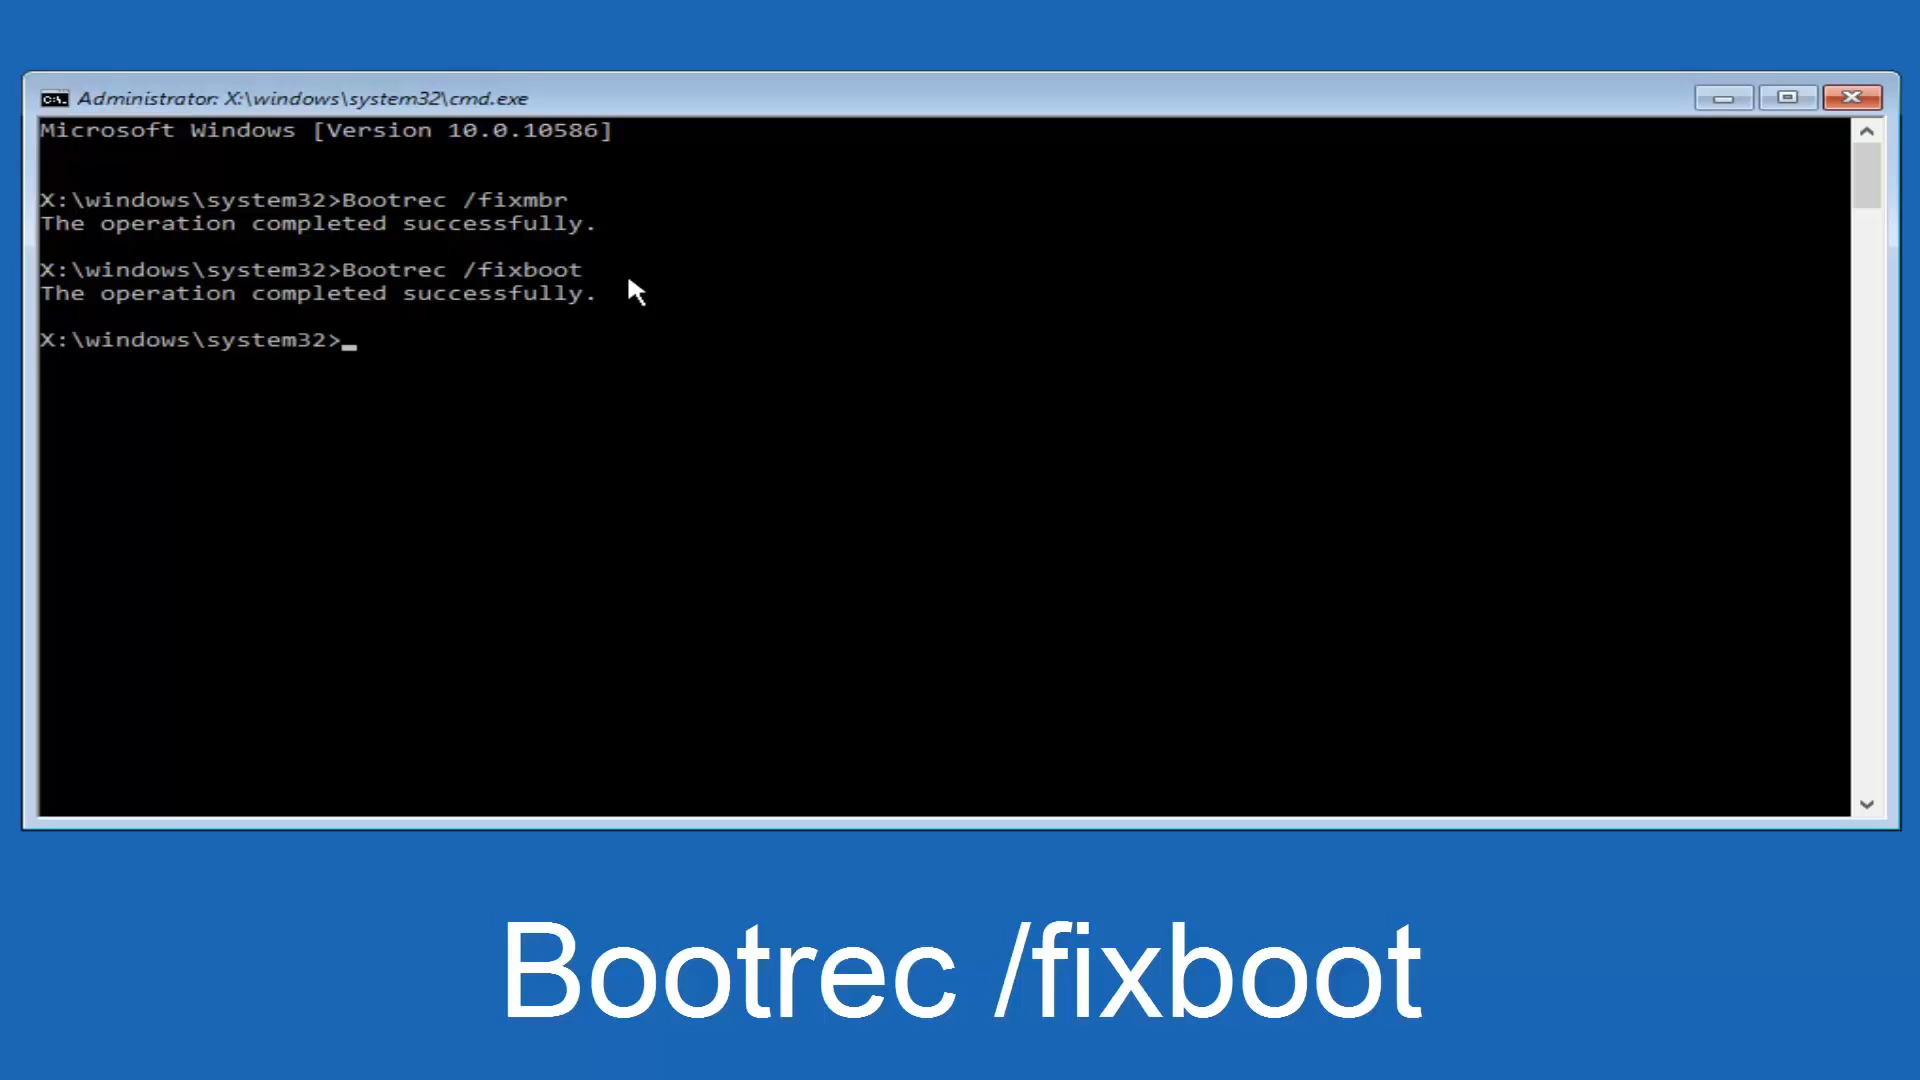 Administrator: X:\windows\system32\cmd.exe
Microsoft Windows [Version 10.0.10586]
X:\windows\system32>Bootrec /fixmbr
The operation completed successfully.
X:\windows\system32>Bootrec /fixboot
The operation completed successfully.
X:\windows\system32>_
Bootrec /fixboot